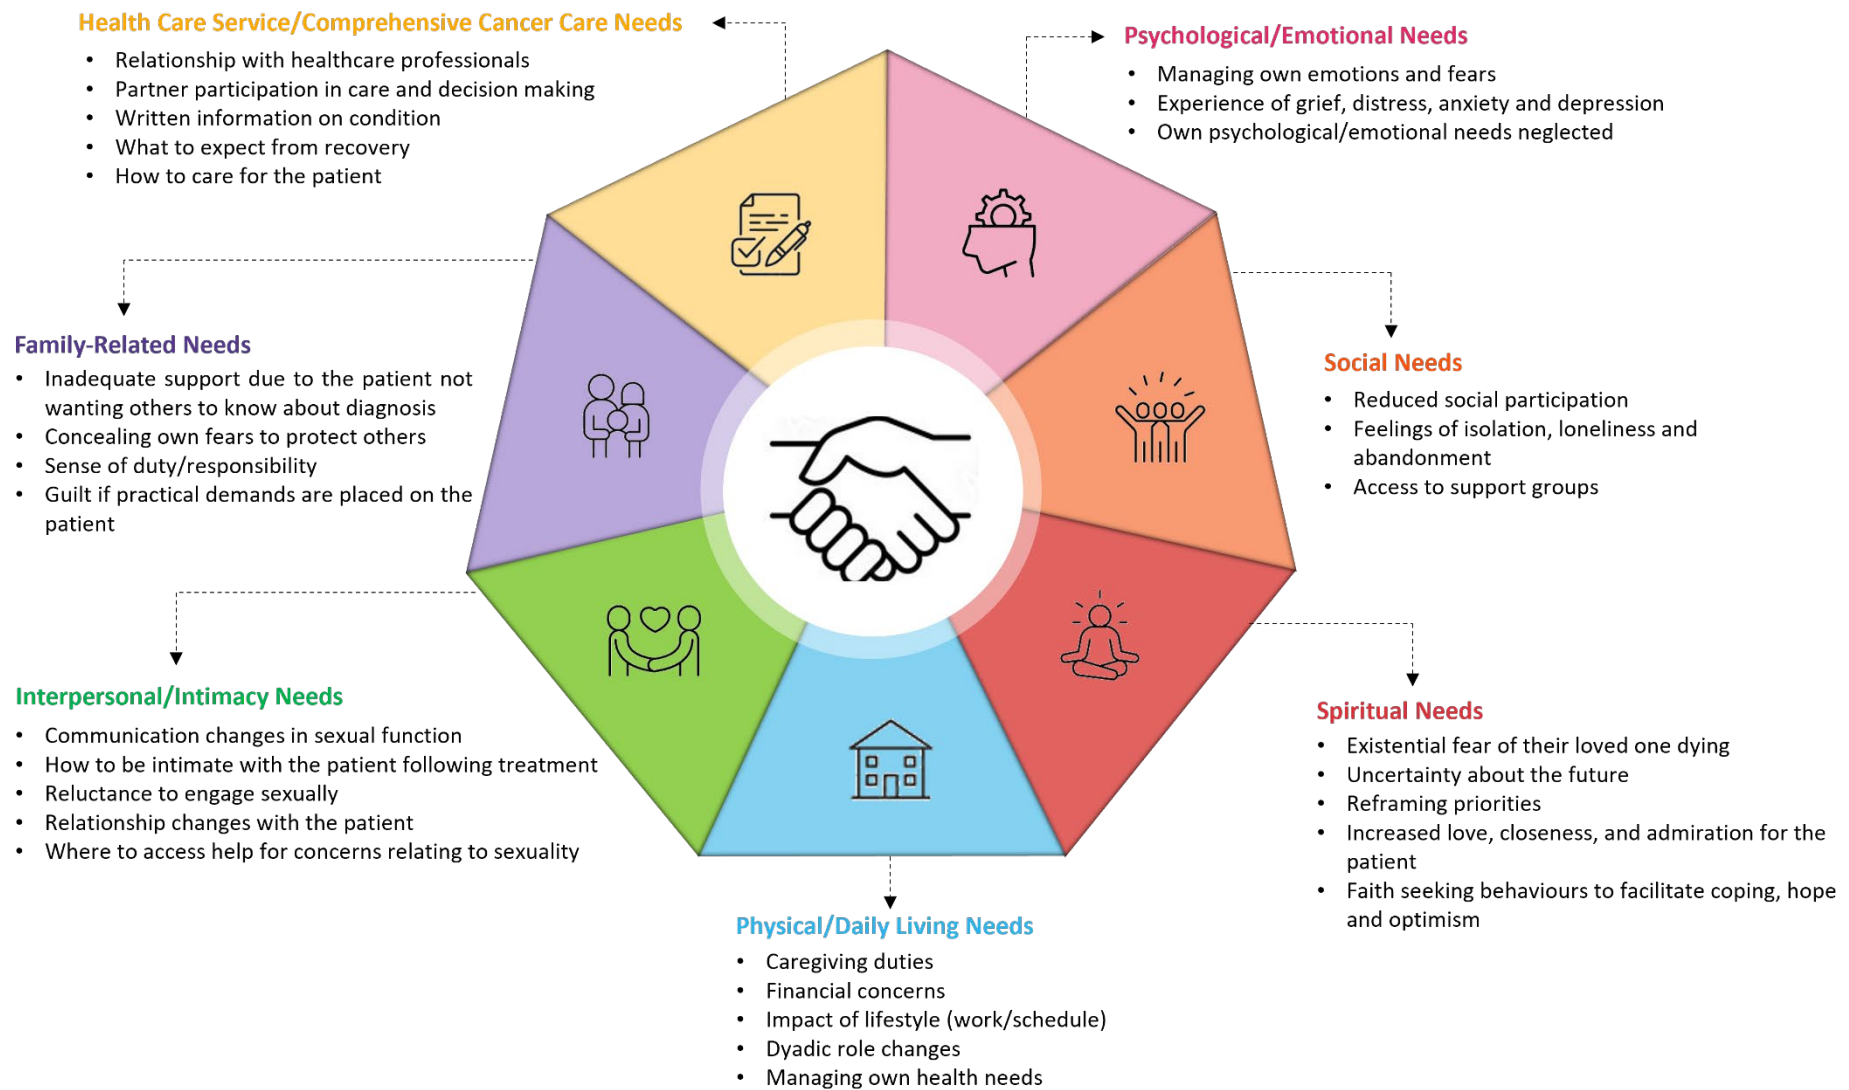 Health Care Service/Comprehensive Cancer Care Needs
• Relationship with healthcare professionals
• Partner participation in care and decision making
• Written information on condition
• What to expect from recovery
• How to care for the patient
Psychological/Emotional Needs
• Managing own emotions and fears
• Experience of grief, distress, anxiety and depression
• Own psychological/emotional needs neglected
Family-Related Needs
• Inadequate support due to the patient not
wanting others to know about diagnosis
• Concealing own fears to protect others
• Sense of duty/responsibility
• Guilt if practical demands are placed on the
patient
Social Needs
• Reduced social participation
• Feelings of isolation, loneliness and
abandonment
• Access to support groups
Interpersonal/Intimacy Needs
• Communication changes in sexual function
• How to be intimate with the patient following treatment
• Reluctance to engage sexually
• Relationship changes with the patient
• Where to access help for concerns relating to sexuality
Spiritual Needs
• Existential fear of their loved one dying
• Uncertainty about the future
• Reframing priorities
• Increased love, closeness, and admiration for the
patient
• Faith seeking behaviours to facilitate coping, hope
and optimism
Physical/Daily Living Needs
• Caregiving duties
• Financial concerns
• Impact of lifestyle (work/schedule)
• Dyadic role changes
• Managing own health needs